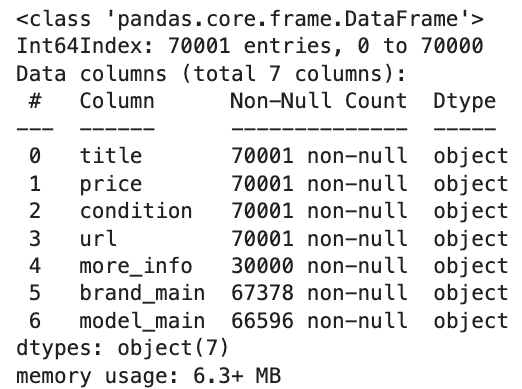 <class 'pandas.core.frame.DataFrame'>
Int64Index: 70001 entries, 0 to 70000
Data columns (total 7 columns):
 #   Column      Non-Null Count  Dtype
---  ------      --------------  -----
 0   title       70001 non-null  object
 1   price       70001 non-null  object
 2   condition   70001 non-null  object
 3   url         70001 non-null  object
 4   more_info   30000 non-null  object
 5   brand_main  67378 non-null  object
 6   model_main  66596 non-null  object
dtypes: object(7)
memory usage: 6.3+ MB